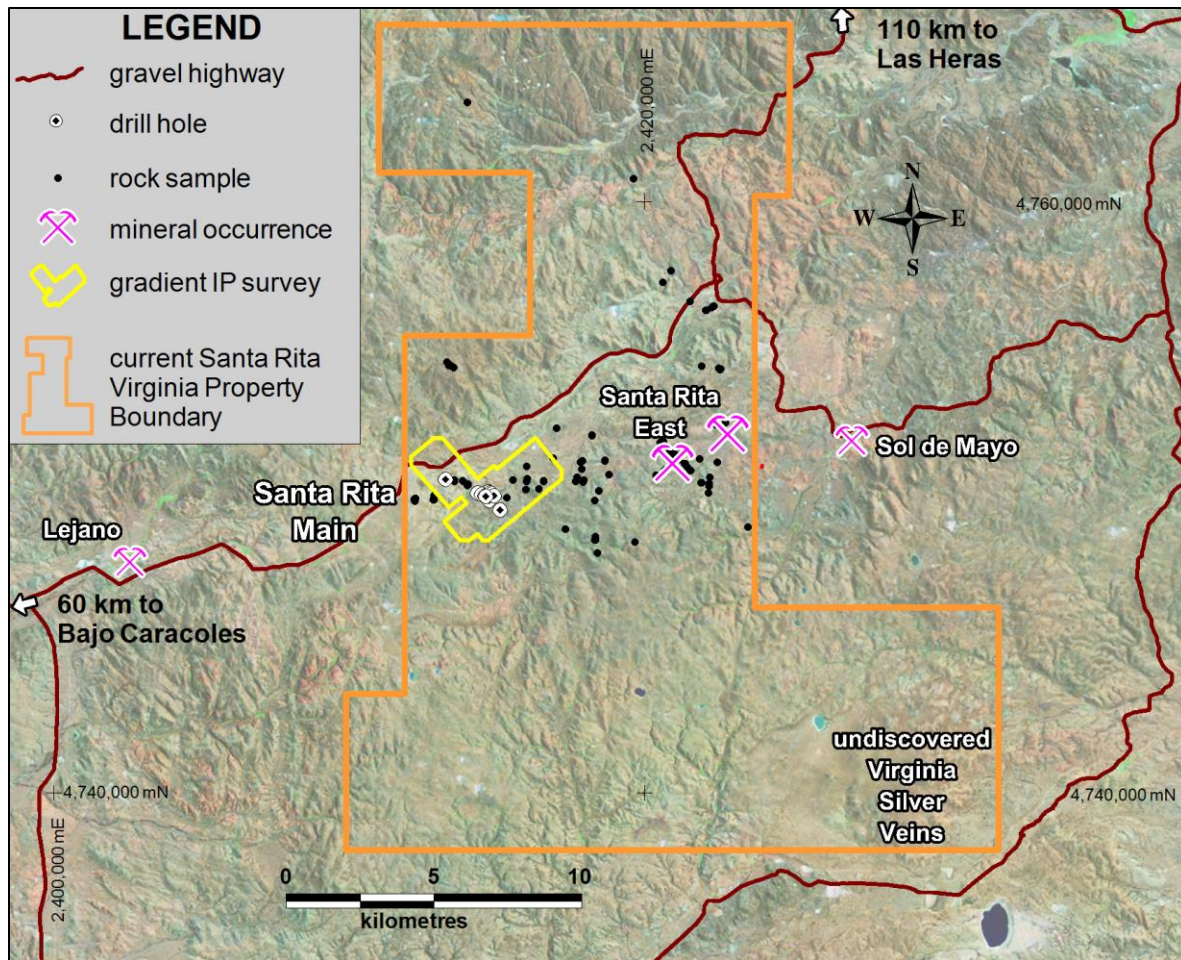 LEGEND
gravel highway
drill hole
rock sample
mineral occurrence
gradient IP survey
current Santa Rita
Virginia Property
Boundary
110 km to
Las Heras
2,420,000 mE
N
W
E
S
4,760,000 mN
Santa Rita
East
Sol de Mayo
Santa Rita
Main
Lejano
60 km to
Bajo Caracoles
undiscovered
Virginia
Silver
Veins
4,740,000 mN
4,740,000 mN
2,400,000 mE
0
5
10
kilometres